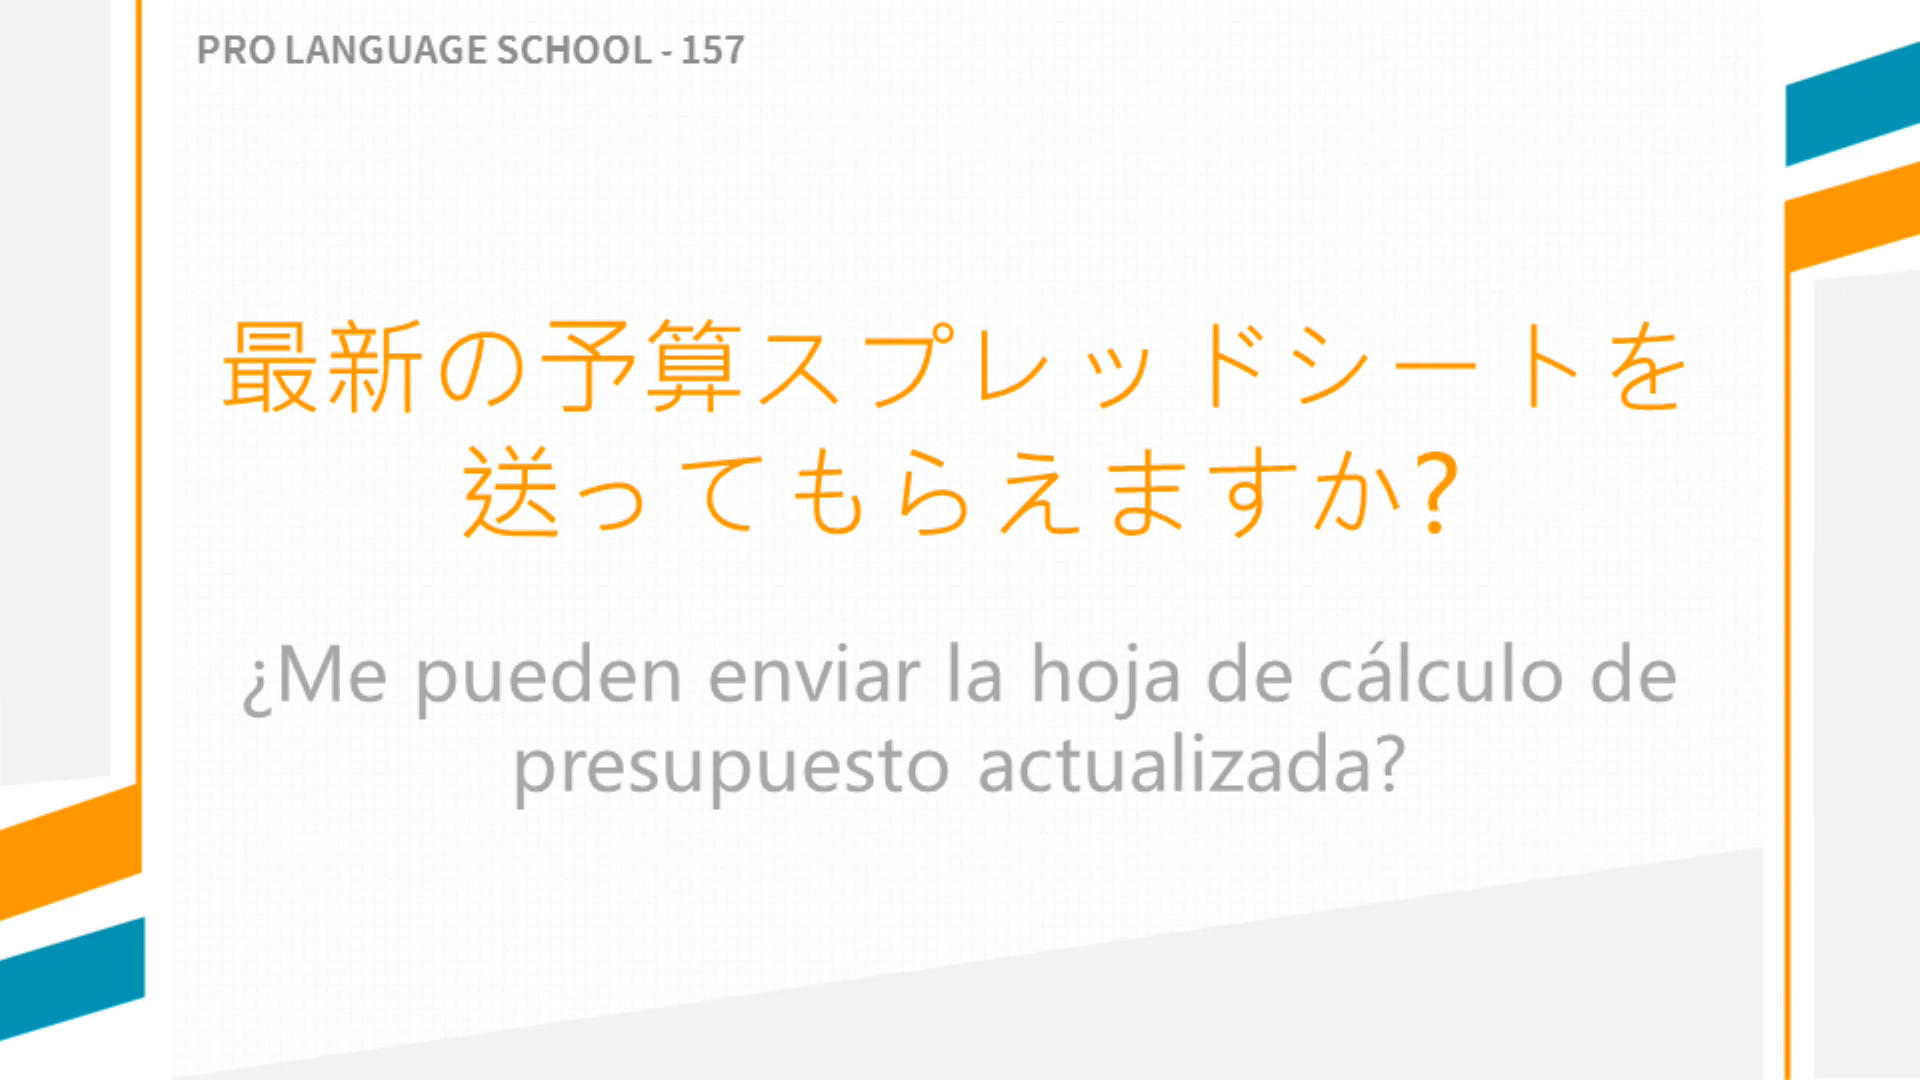 PRO LANGUAGE SCHOOL - 157
最新の予算スプレッドシートを
送ってもらえますか?
¿Me pueden enviar la hoja de cálculo de
presupuesto actualizada?